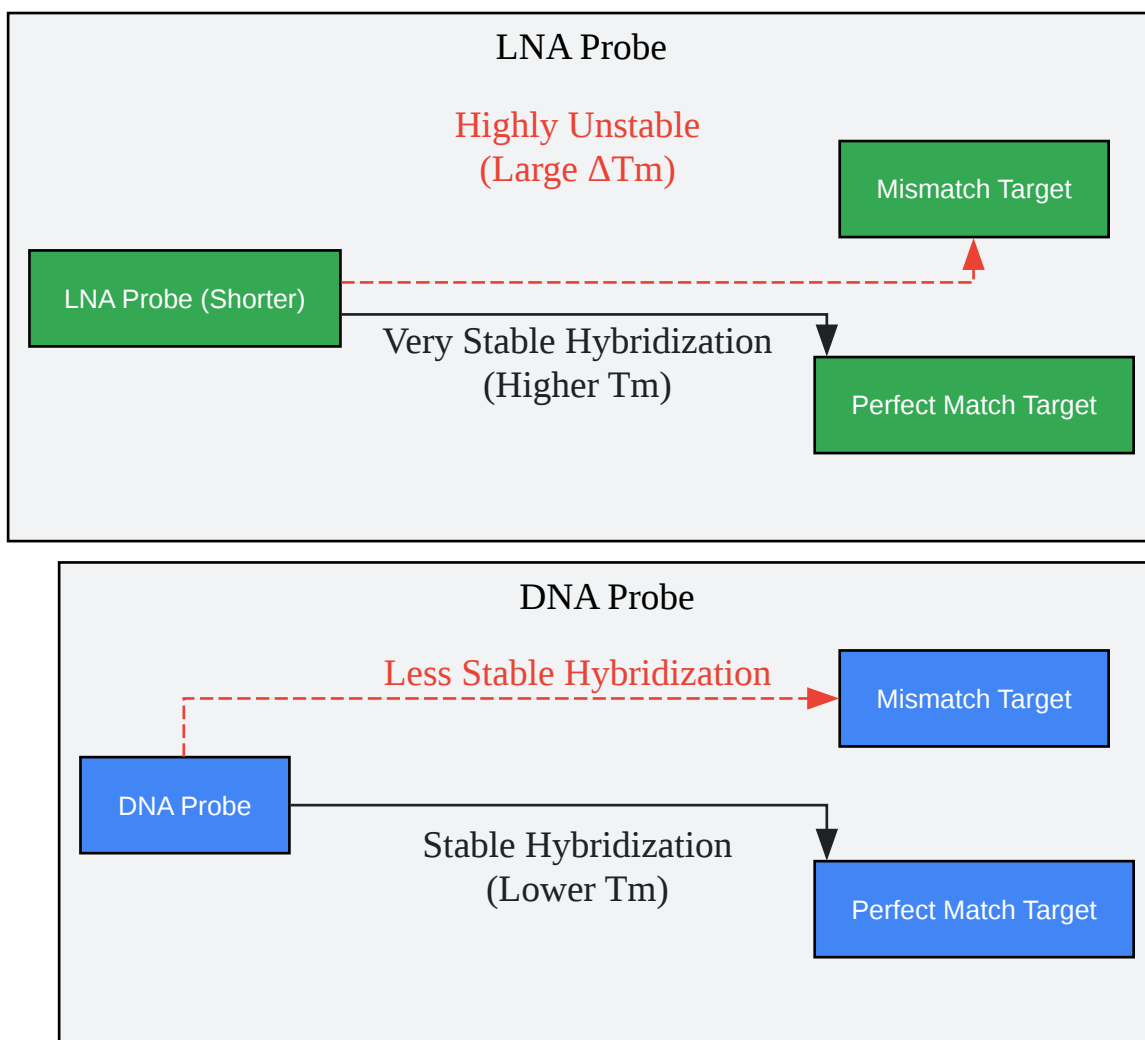 LNA Probe
Highly Unstable
(Large ΔTm)
Mismatch Target
LNA Probe (Shorter)
Very Stable Hybridization
(Higher Tm)
Perfect Match Target
DNA Probe
Less Stable Hybridization
Mismatch Target
DNA Probe
Stable Hybridization
(Lower Tm)
Perfect Match Target